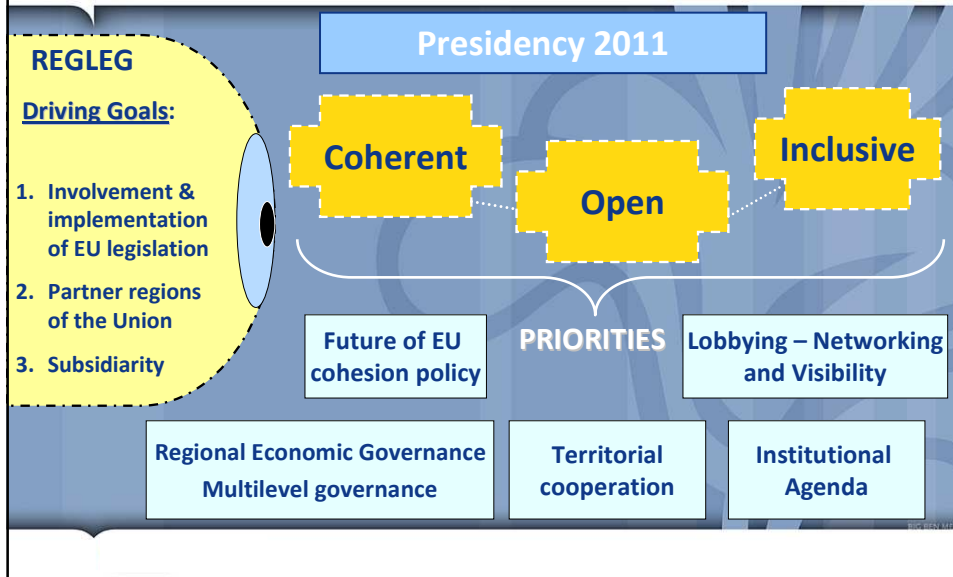 Presidency 2011
REGLEG
Driving Goals:
1. Involvement &
implementation
of EU legislation
2. Partner regions
of the Union
3. Subsidiarity
Coherent
Open
Inclusive
PRIORITIES
Future of EU
cohesion policy
Lobbying – Networking
and Visibility
Regional Economic Governance
Multilevel governance
Territorial
cooperation
Institutional
Agenda